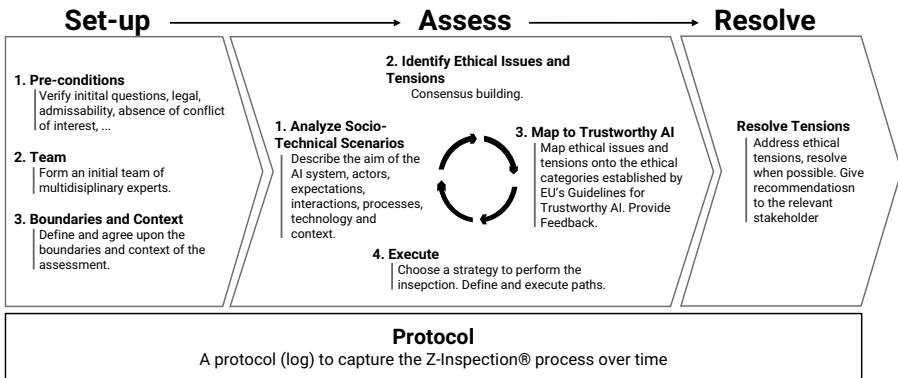 Set-up
Assess
Resolve
1. Pre-conditions
Verify initital questions, legal,
admissability, absence of conflict
of interest, ...
2. Team
Form an initial team of
multidisiplinary experts.
3. Boundaries and Context
Define and agree upon the
boundaries and context of the
assessment.
2. Identify Ethical Issues and
Tensions
Consensus building.
1. Analyze Socio-
Technical Scenarios
Describe the aim of the
AI system, actors,
expectations,
interactions, processes,
technology and
context.
3. Map to Trustworthy AI
Map ethical issues and
tensions onto the ethical
categories established by
EU's Guidelines for
Trustworthy AI. Provide
Feedback.
4. Execute
Choose a strategy to perform the
insepction. Define and execute paths.
Resolve Tensions
Address ethical
tensions, resolve
when possible. Give
recommendatiosn
to the relevant
stakeholder
Protocol
A protocol (log) to capture the Z-Inspection® process over time